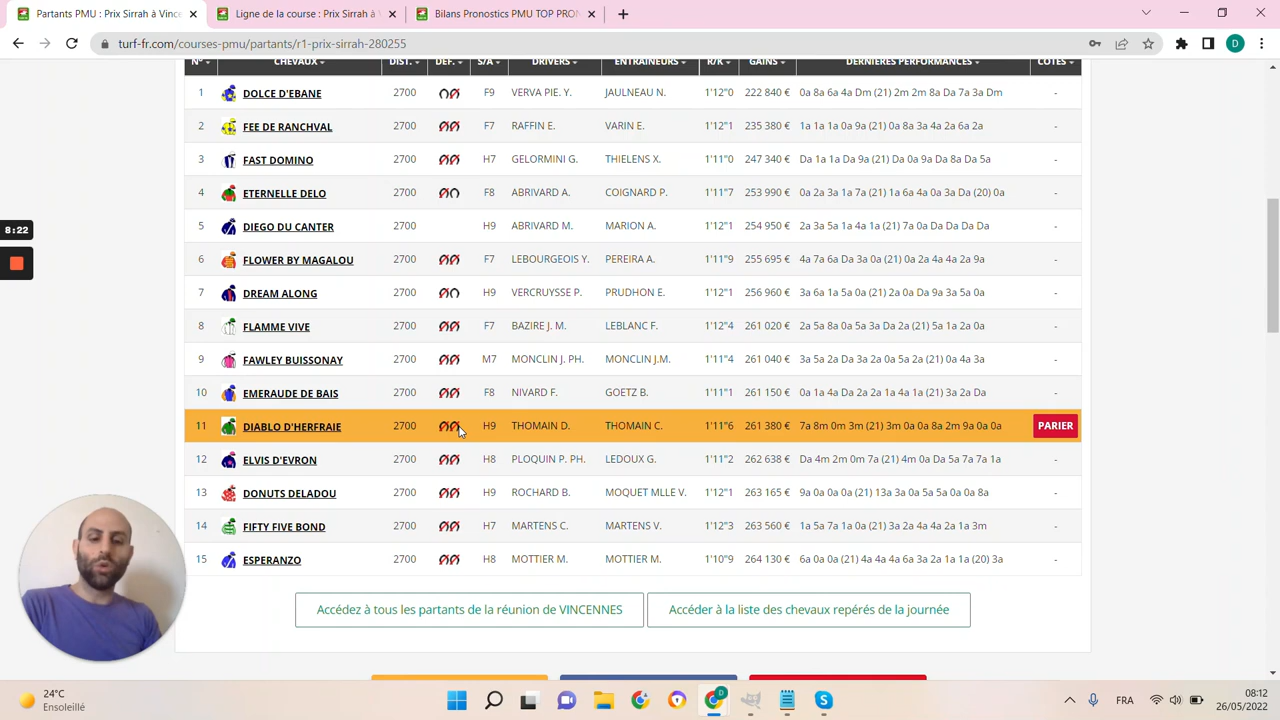 Partants PMU : Prix Sirrah à Vince
Ligne de la course : Prix Sirrah à V
Bilans Pronostics PMU TOP PRON
turf-fr.com/courses-pmu/partants/r1-prix-sirrah-280255
D
N° CHEVAUX DIST. DEF. S/A DRIVERS ENTRAÎNEURS R/K GAINS DERNIÈRES PERFORMANCES COTES
1 DOLCE D'EBANE 2700 F9 VERVA PIE. Y. JAULNEAU N. 1'12"0 222 840 € 0a 8a 6a 4a Dm (21) 2m 2m 8a Da 7a 3a Dm -
2 FEE DE RANCHVAL 2700 F7 RAFFIN E. VARIN E. 1'12"1 235 380 € 1a 1a 1a 0a 9a (21) 0a 8a 3a 4a 2a 6a 2a -
3 FAST DOMINO 2700 H7 GELORMINI G. THIELENS X. 1'11"0 247 340 € Da 1a 1a Da 9a (21) Da 0a 9a Da 8a Da 5a -
4 ETERNELLE DELO 2700 F8 ABRIVARD A. COIGNARD P. 1'11"7 253 990 € 0a 2a 3a 1a 7a (21) 1a 6a 4a 0a 3a Da (20) 0a -
5 DIEGO DU CANTER 2700 H9 ABRIVARD M. MARION A. 1'12"1 254 950 € 2a 3a 5a 1a 4a 1a (21) 7a 0a Da Da Da Da -
6 FLOWER BY MAGALOU 2700 F7 LEBOURGEOIS Y. PEREIRA A. 1'11"9 255 695 € 4a 7a 6a Da 3a 0a (21) 0a 2a 4a 4a 2a 9a -
7 DREAM ALONG 2700 H9 VERCRUYSSE P. PRUDHON E. 1'12"1 256 960 € 3a 6a 1a 5a 0a (21) 2a 0a Da 9a 3a 5a 0a -
8 FLAMME VIVE 2700 F7 BAZIRE J. M. LEBLANC F. 1'12"4 261 020 € 2a 5a 8a 0a 5a 3a Da 2a (21) 5a 1a 2a 0a -
9 FAWLEY BUISSONAY 2700 M7 MONCLIN J. PH. MONCLIN J.M. 1'11"4 261 040 € 3a 5a 2a Da 3a 2a 0a 5a 2a (21) 0a 4a 3a -
10 EMERAUDE DE BAIS 2700 F8 NIVARD F. GOETZ B. 1'11"1 261 150 € 0a 1a 4a Da 2a 2a 1a 4a 1a (21) 3a 2a Da -
11 DIABLO D'HERFRAIE 2700 H9 THOMAIN D. THOMAIN C. 1'11"6 261 380 € 7a 8m 0m 3m (21) 3m 0a 0a 8a 2m 9a 0a 0a PARIER
12 ELVIS D'EVRON 2700 H8 PLOQUIN P. PH. LEDOUX G. 1'11"2 262 638 € Da 4m 2m 0m 7a (21) 4m 0a Da 5a 7a 7a 1a -
13 DONUTS DELADOU 2700 H9 ROCHARD B. MOQUET MLLE V. 1'12"1 263 165 € 9a 0a 0a 0a (21) 13a 3a 0a 5a 5a 0a 0a 8a -
14 FIFTY FIVE BOND 2700 H7 MARTENS C. MARTENS V. 1'12"3 263 560 € 1a 5a 7a 1a 0a (21) 3a 2a 4a 4a 2a 1a 3m -
15 ESPERANZO 2700 H8 MOTTIER M. MOTTIER M. 1'10"9 264 130 € 6a 0a 0a (21) 4a 4a 4a 6a 3a 2a 1a 1a (20) 3a -
Accédez à tous les partants de la réunion de VINCENNES
Accéder à la liste des chevaux repérés de la journée
8:22
24°C
Ensoleillé
FRA
08:12
26/05/2022